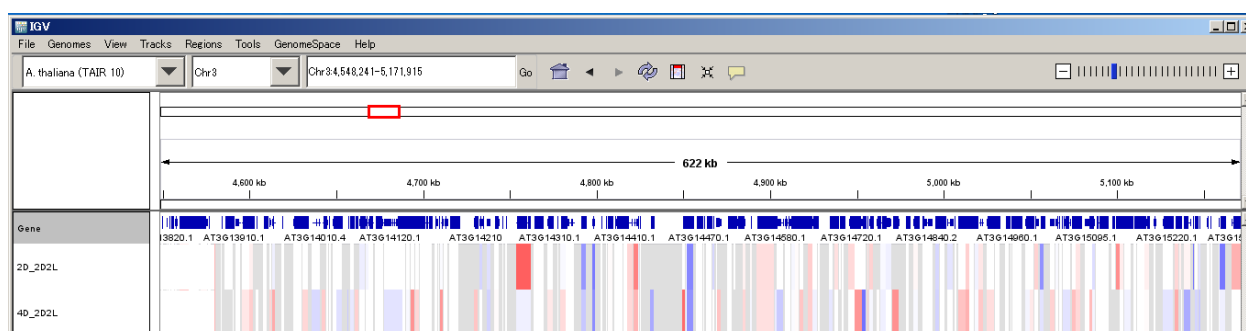 IGV
File Genomes View Tracks Regions Tools GenomeSpace Help
A. thaliana (TAIR 10) Chr3 Chr3:4,548,241-5,171,915 Go
622 kb
4,600 kb 4,700 kb 4,800 kb 4,900 kb 5,000 kb 5,100 kb
Gene
I3820.1 AT3G13910.1 AT3G14010.4 AT3G14120.1 AT3G14210 AT3G14310.1 AT3G14410.1 AT3G14470.1 AT3G14580.1 AT3G14720.1 AT3G14840.2 AT3G14960.1 AT3G15095.1 AT3G15220.1
2D_2D2L
4D_2D2L